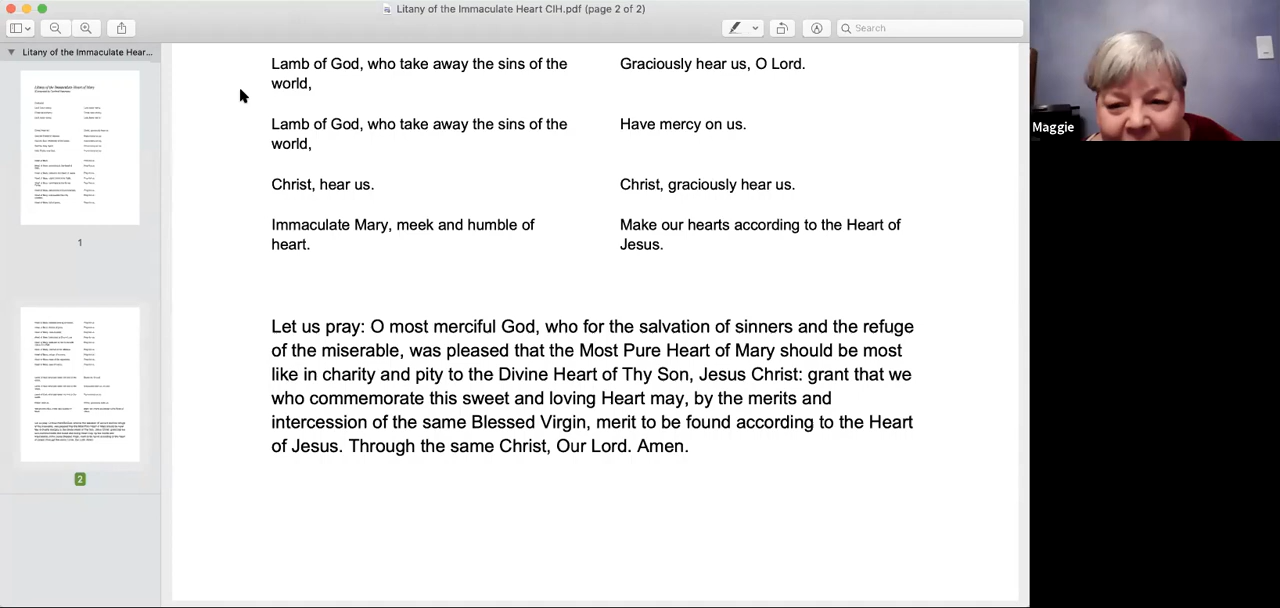 Litany of the Immaculate Heart CIH.pdf (page 2 of 2)
Search
Litany of the Immaculate Hear...
1
2
Lamb of God, who take away the sins of the
world,
Graciously hear us, O Lord.
Lamb of God, who take away the sins of the
world,
Have mercy on us.
Christ, hear us.
Christ, graciously hear us.
Immaculate Mary, meek and humble of
heart.
Make our hearts according to the Heart of
Jesus.
Let us pray: O most merciful God, who for the salvation of sinners and the refuge
of the miserable, was pleased that the Most Pure Heart of Mary should be most
like in charity and pity to the Divine Heart of Thy Son, Jesus Christ: grant that we
who commemorate this sweet and loving Heart may, by the merits and
intercession of the same Blessed Virgin, merit to be found according to the Heart
of Jesus. Through the same Christ, Our Lord. Amen.
Maggie